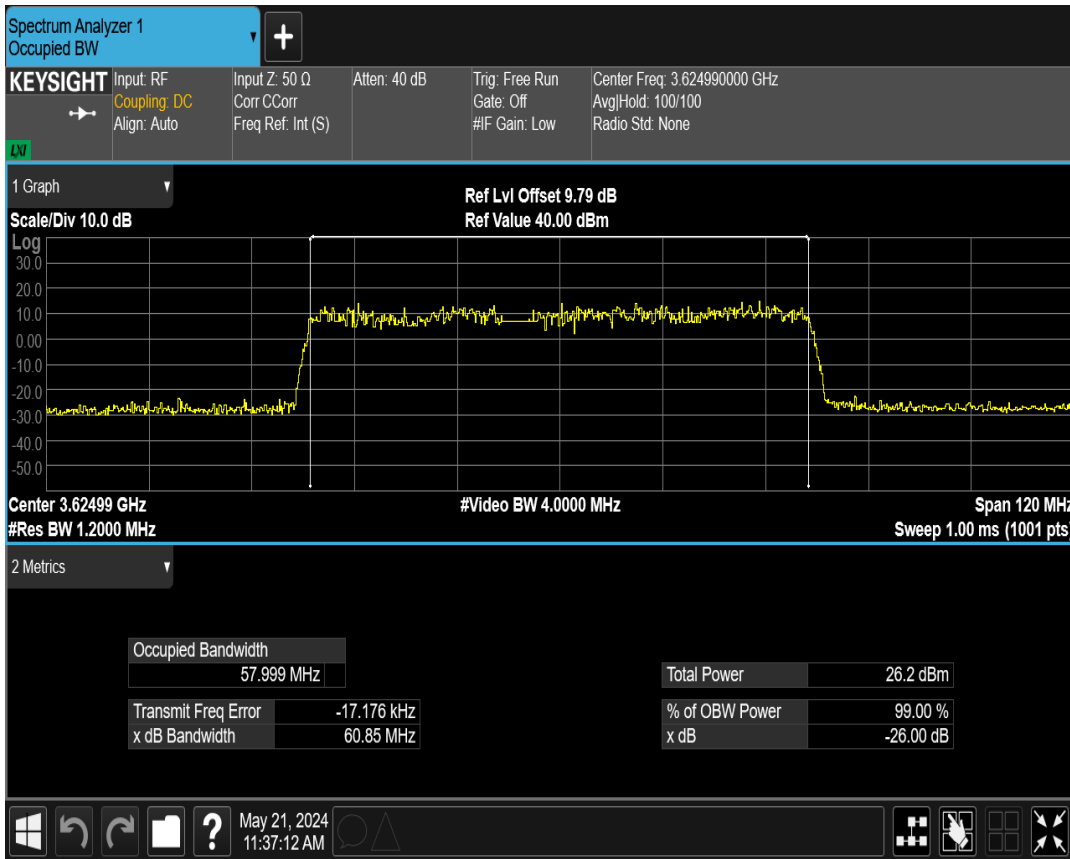 Spectrum Analyzer 1
Occupied BW
KEYSIGHT
LXI
Input: RF
Coupling: DC
Align: Auto
Input Z: 50 Ω
Corr CCorr
Freq Ref: Int (S)
Atten: 40 dB
Trig: Free Run
Gate: Off
#IF Gain: Low
Center Freq: 3.624990000 GHz
Avg|Hold: 100/100
Radio Std: None
1 Graph
Scale/Div 10.0 dB
Ref Lvl Offset 9.79 dB
Ref Value 40.00 dBm
Log
30.0
20.0
10.0
0.00
-10.0
-20.0
-30.0
-40.0
-50.0
Center 3.62499 GHz
#Video BW 4.0000 MHz
Span 120 MHz
#Res BW 1.2000 MHz
Sweep 1.00 ms (1001 pts)
2 Metrics
Occupied Bandwidth
57.999 MHz
Total Power 26.2 dBm
Transmit Freq Error -17.176 kHz
% of OBW Power 99.00 %
x dB Bandwidth 60.85 MHz
x dB -26.00 dB
?
May 21, 2024
11:37:12 AM